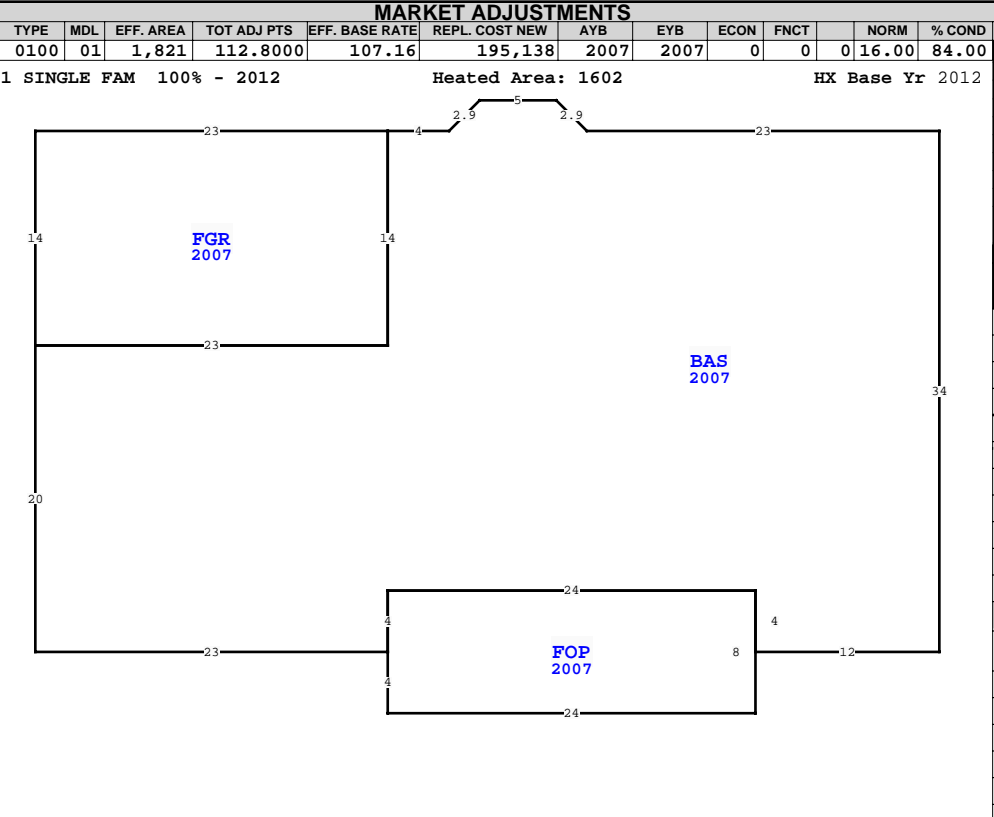 MARKET ADJUSTMENTS
TYPE MDL EFF. AREA TOT ADJ PTS EFF. BASE RATE REPL. COST NEW AYB EYB ECON FNCT NORM % COND
0100 01 1,821 112.8000 107.16 195,138 2007 2007 0 0 0 16.00 84.00
1 SINGLE FAM 100% - 2012 Heated Area: 1602 HX Base Yr 2012
5
2.9 2.9
23 4 23
14 FGR 14
2007
23
BAS
2007
34
20
24
4 4
23 FOP 8 12
2007
4
24